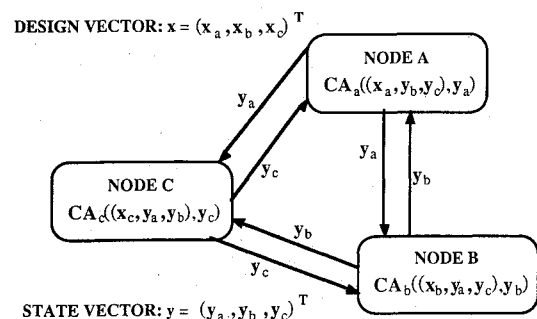 DESIGN VECTOR: x = (x_a, x_b, x_c)^T
NODE A
CA_a((x_a, y_b, y_c), y_a)
y_a
y_c
y_a
y_b
NODE C
CA_c((x_c, y_a, y_b), y_c)
y_b
y_c
NODE B
CA_b((x_b, y_a, y_c), y_b)
STATE VECTOR: y = (y_a, y_b, y_c)^T